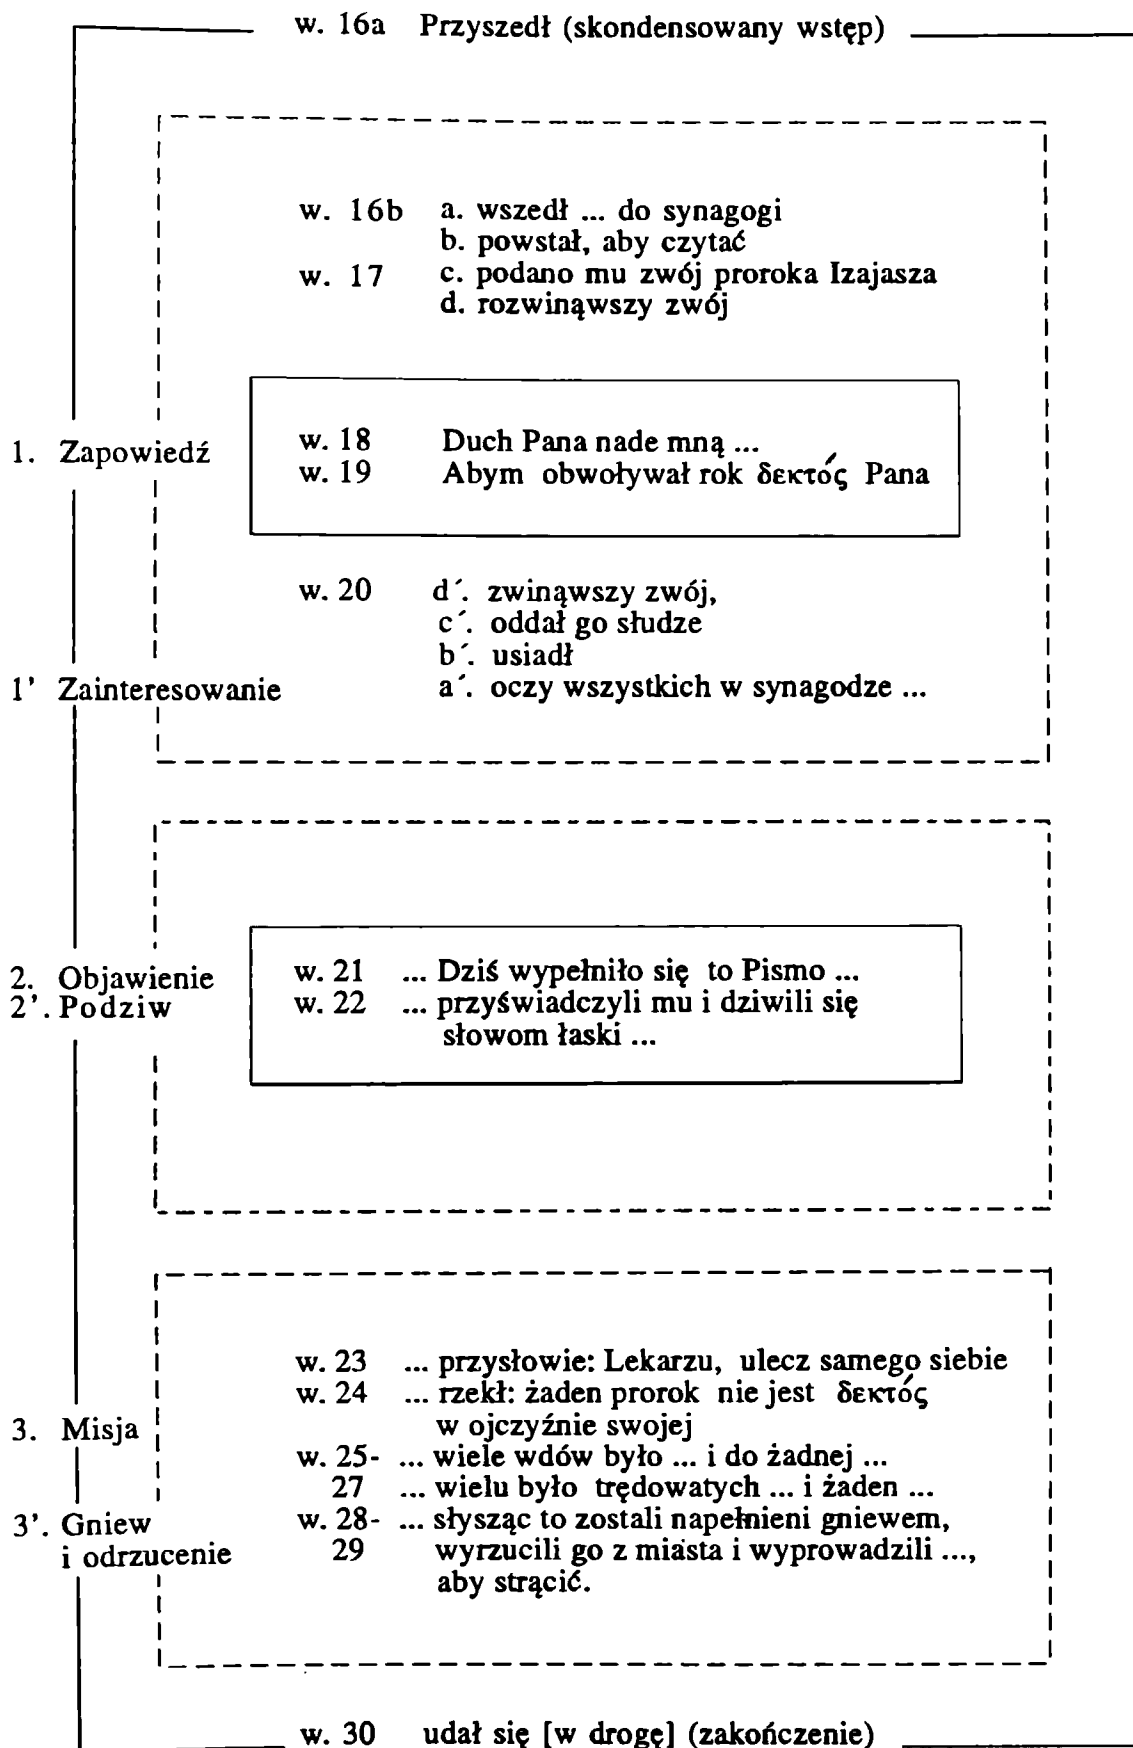 w. 16a Przyszedł (skondensowany wstęp)
w. 16b a. wszedł ... do synagogi
b. powstał, aby czytać
w. 17 c. podano mu zwój proroka Izajasza
d. rozwinąwszy zwój
1. Zapowiedź w. 18 Duch Pana nade mną ...
w. 19 Abym obwoływał rok δεκτός Pana
w. 20 d´. zwinąwszy zwój,
c´. oddał go słudze
b´. usiadł
1' Zainteresowanie a´. oczy wszystkich w synagodze ...
2. Objawienie w. 21 ... Dziś wypełniło się to Pismo ...
2'. Podziw w. 22 ... przyświadczyli mu i dziwili się
słowom łaski ...
w. 23 ... przysłowie: Lekarzu, ulecz samego siebie
w. 24 ... rzekł: żaden prorok nie jest δεκτός
3. Misja w ojczyźnie swojej
w. 25- ... wiele wdów było ... i do żadnej ...
27 ... wielu było trędowatych ... i żaden ...
3'. Gniew w. 28- ... słysząc to zostali napełnieni gniewem,
i odrzucenie 29 wyrzucili go z miasta i wyprowadzili ...,
aby strącić.
w. 30 udał się [w drogę] (zakończenie)